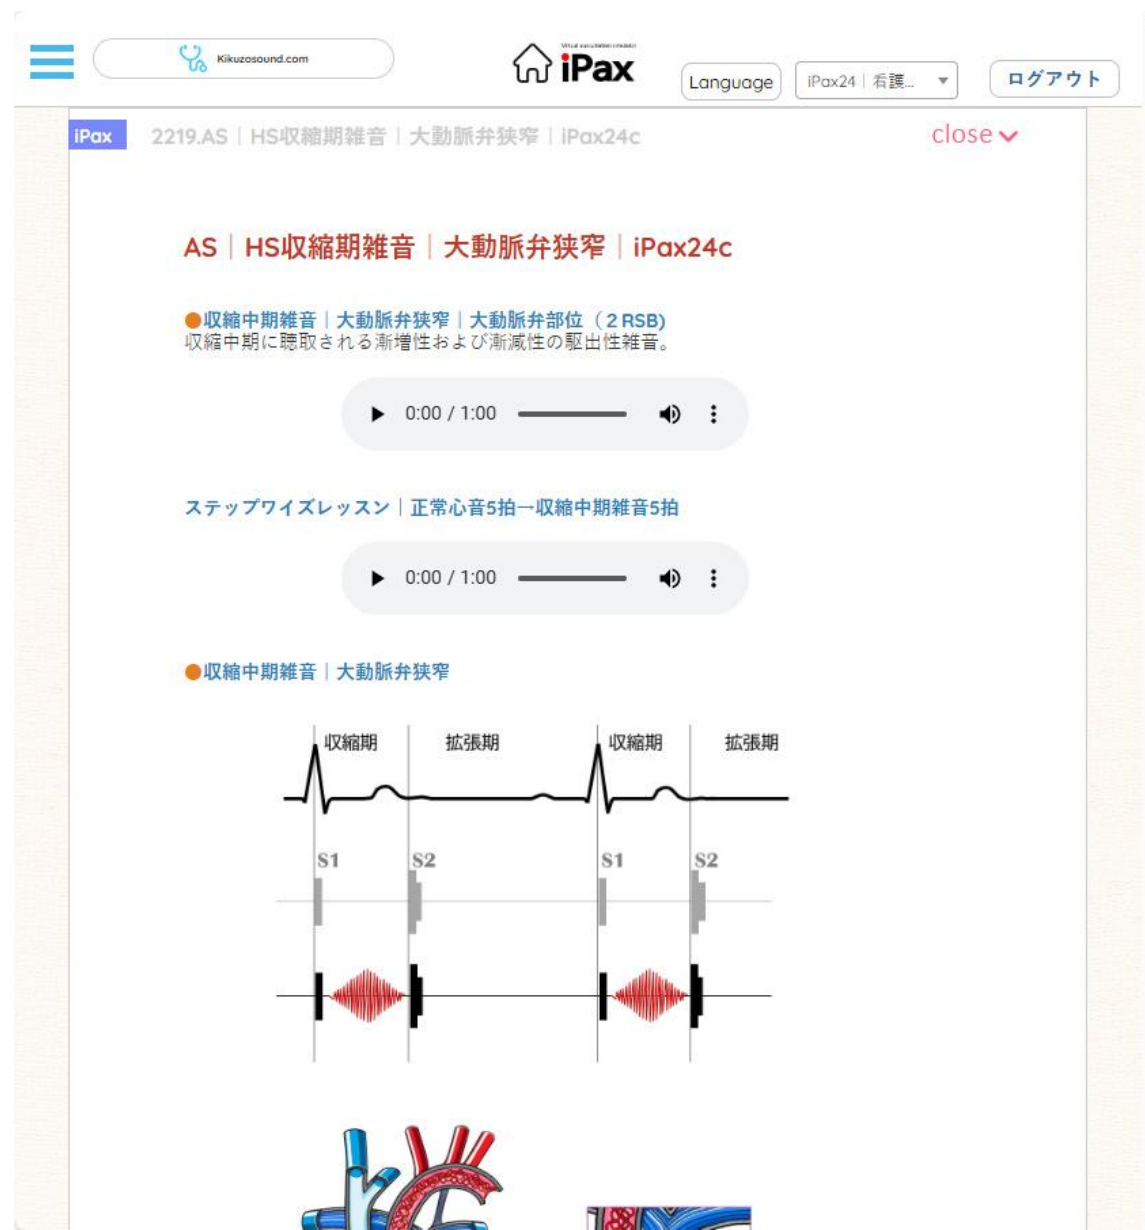 Kikuzosound.com
Virtual auscultation simulator
iPax
Language
iPax24｜看護...
ログアウト
iPax
2219.AS｜HS収縮期雑音｜大動脈弁狭窄｜iPax24c
close
AS｜HS収縮期雑音｜大動脈弁狭窄｜iPax24c
●収縮中期雑音｜大動脈弁狭窄｜大動脈弁部位（２RSB)
収縮中期に聴取される漸増性および漸減性の駆出性雑音。
0:00 / 1:00
ステップワイズレッスン｜正常心音5拍→収縮中期雑音5拍
0:00 / 1:00
●収縮中期雑音｜大動脈弁狭窄
収縮期 拡張期 収縮期 拡張期
S1 S2 S1 S2